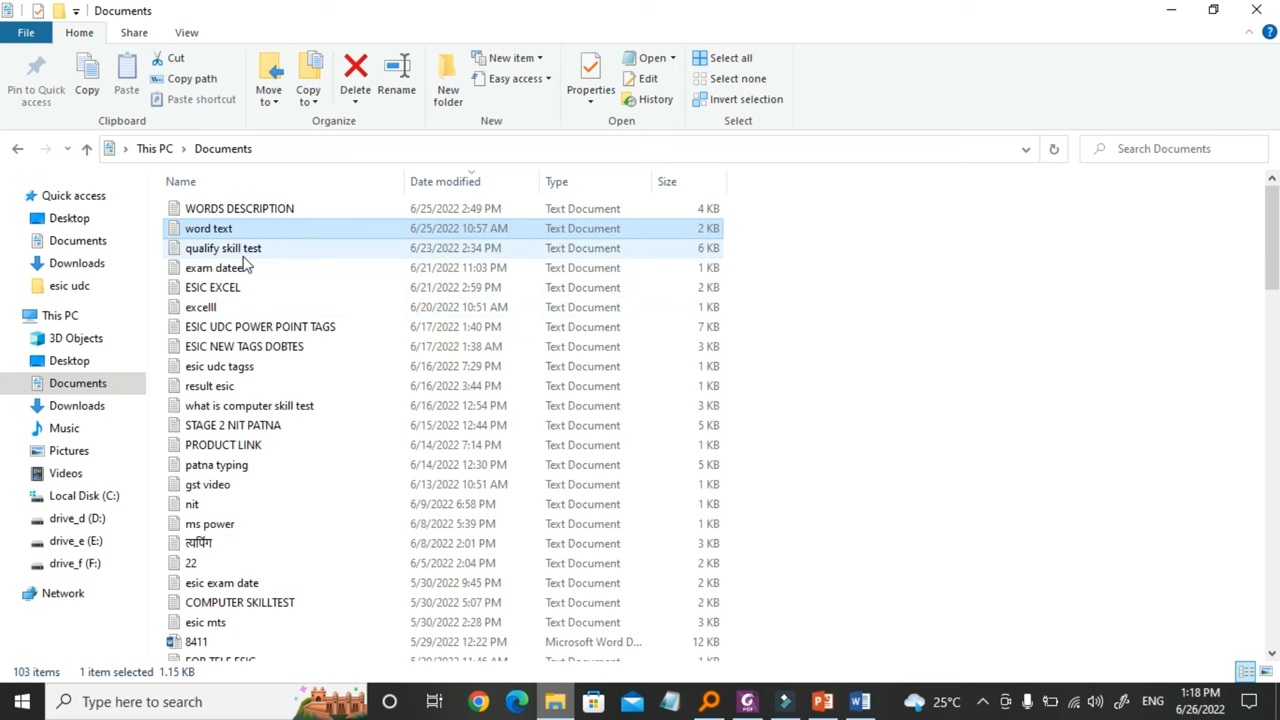 Documents
File Home Share View
Pin to Quick access
Copy
Paste
Cut
Copy path
Paste shortcut
Clipboard
Move to
Copy to
Delete
Rename
Organize
New folder
New item
Easy access
New
Properties
Open
Edit
History
Open
Select all
Select none
Invert selection
Select
This PC > Documents
Search Documents
Quick access
Desktop
Documents
Downloads
esic udc
This PC
3D Objects
Desktop
Documents
Downloads
Music
Pictures
Videos
Local Disk (C:)
drive_d (D:)
drive_e (E:)
drive_f (F:)
Network
Name Date modified Type Size
WORDS DESCRIPTION 6/25/2022 2:49 PM Text Document 4 KB
word text 6/25/2022 10:57 AM Text Document 2 KB
qualify skill test 6/23/2022 2:34 PM Text Document 6 KB
exam datee 6/21/2022 11:03 PM Text Document 1 KB
ESIC EXCEL 6/21/2022 2:59 PM Text Document 2 KB
excelll 6/20/2022 10:51 AM Text Document 1 KB
ESIC UDC POWER POINT TAGS 6/17/2022 1:40 PM Text Document 7 KB
ESIC NEW TAGS DOBTES 6/17/2022 1:38 AM Text Document 3 KB
esic udc tagss 6/16/2022 7:29 PM Text Document 1 KB
result esic 6/16/2022 3:44 PM Text Document 1 KB
what is computer skill test 6/16/2022 12:54 PM Text Document 3 KB
STAGE 2 NIT PATNA 6/15/2022 12:44 PM Text Document 5 KB
PRODUCT LINK 6/14/2022 7:14 PM Text Document 1 KB
patna typing 6/14/2022 12:30 PM Text Document 5 KB
gst video 6/13/2022 10:51 AM Text Document 1 KB
nit 6/9/2022 6:58 PM Text Document 1 KB
ms power 6/8/2022 5:39 PM Text Document 1 KB
त्यपिंग 6/8/2022 2:01 PM Text Document 3 KB
22 6/5/2022 2:04 PM Text Document 2 KB
esic exam date 5/30/2022 9:45 PM Text Document 2 KB
COMPUTER SKILLTEST 5/30/2022 5:07 PM Text Document 2 KB
esic mts 5/30/2022 2:28 PM Text Document 3 KB
8411 5/29/2022 12:22 PM Microsoft Word D... 12 KB
103 items 1 item selected 1.15 KB
Type here to search
25°C
ENG
1:18 PM
6/26/2022